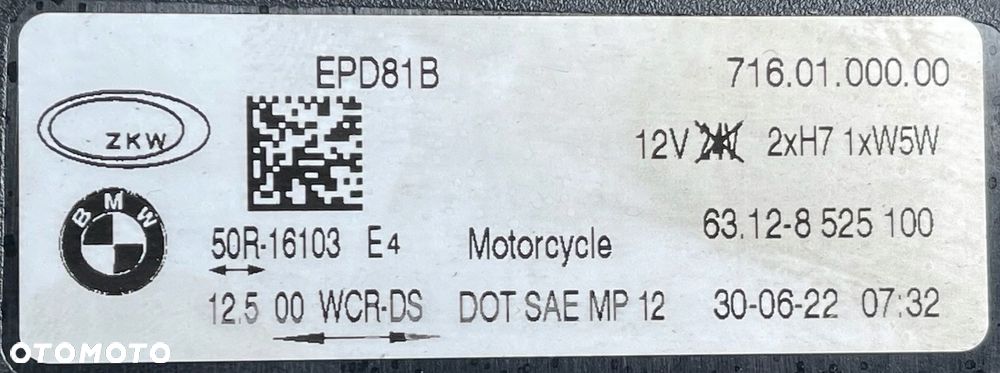 EPD81B 716.01.000.00
ZKW
12V 24V 2xH7 1xW5W
BMW
63.12-8 525 100
50R-16103 E4 Motorcycle
12.5 00 WCR-DS DOT SAE MP 12 30-06-22 07:32
OTOMOTO